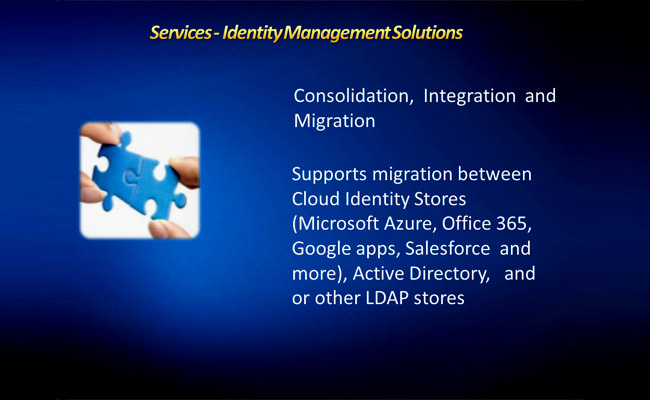 Services - Identity Management Solutions
Consolidation, Integration and
Migration
Supports migration between
Cloud Identity Stores
(Microsoft Azure, Office 365,
Google apps, Salesforce and
more), Active Directory, and
or other LDAP stores